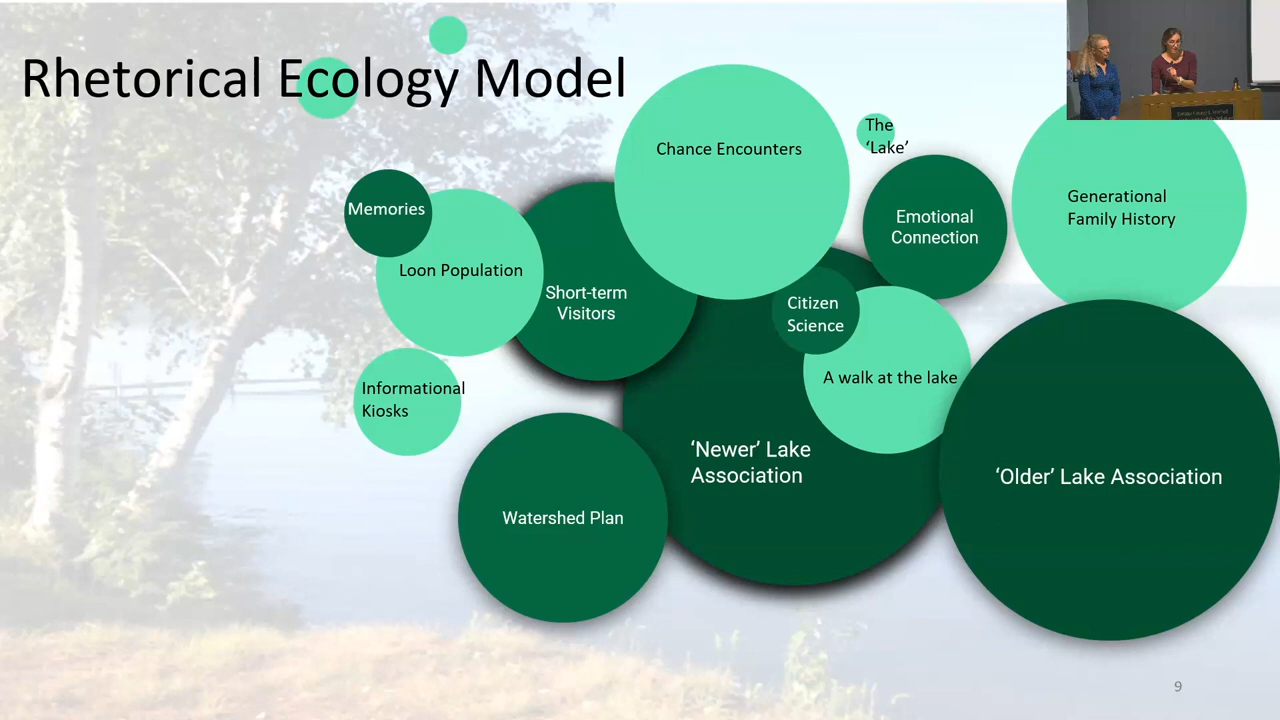 Rhetorical Ecology Model
Chance Encounters
The
‘Lake’
Memories
Emotional
Connection
Generational
Family History
Loon Population
Short-term
Visitors
Citizen
Science
Informational
Kiosks
A walk at the lake
‘Newer’ Lake
Association
‘Older’ Lake Association
Watershed Plan
9